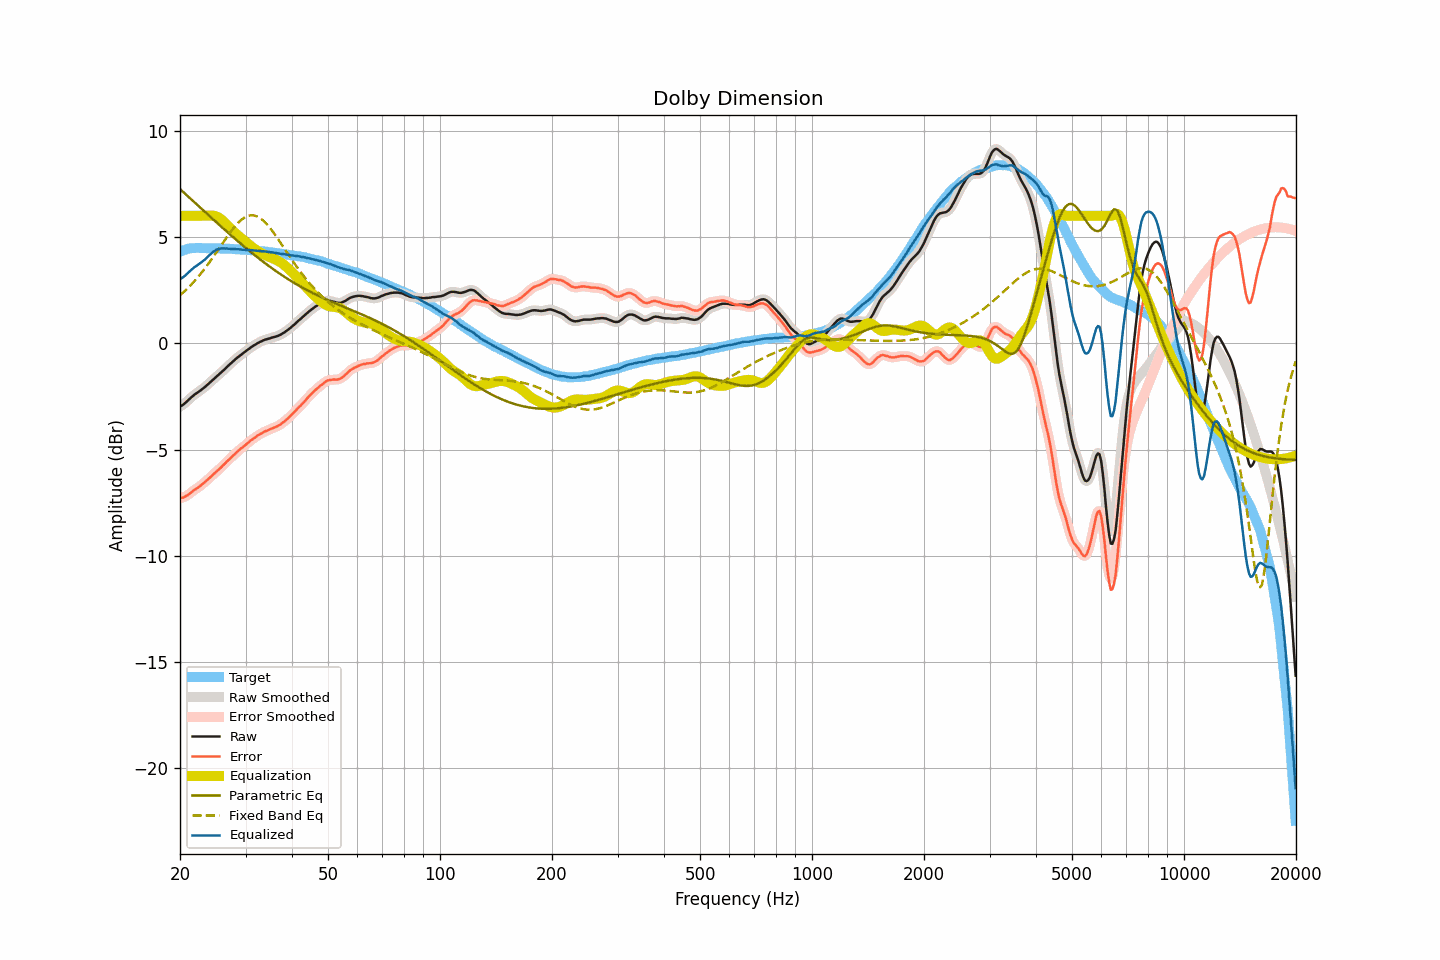 Dolby Dimension
Amplitude (dBr)
10
5
0
−5
−10
−15
−20
Target
Raw Smoothed
Error Smoothed
Raw
Error
Equalization
Parametric Eq
Fixed Band Eq
Equalized
20 50 100 200 500 1000 2000 5000 10000 20000
Frequency (Hz)